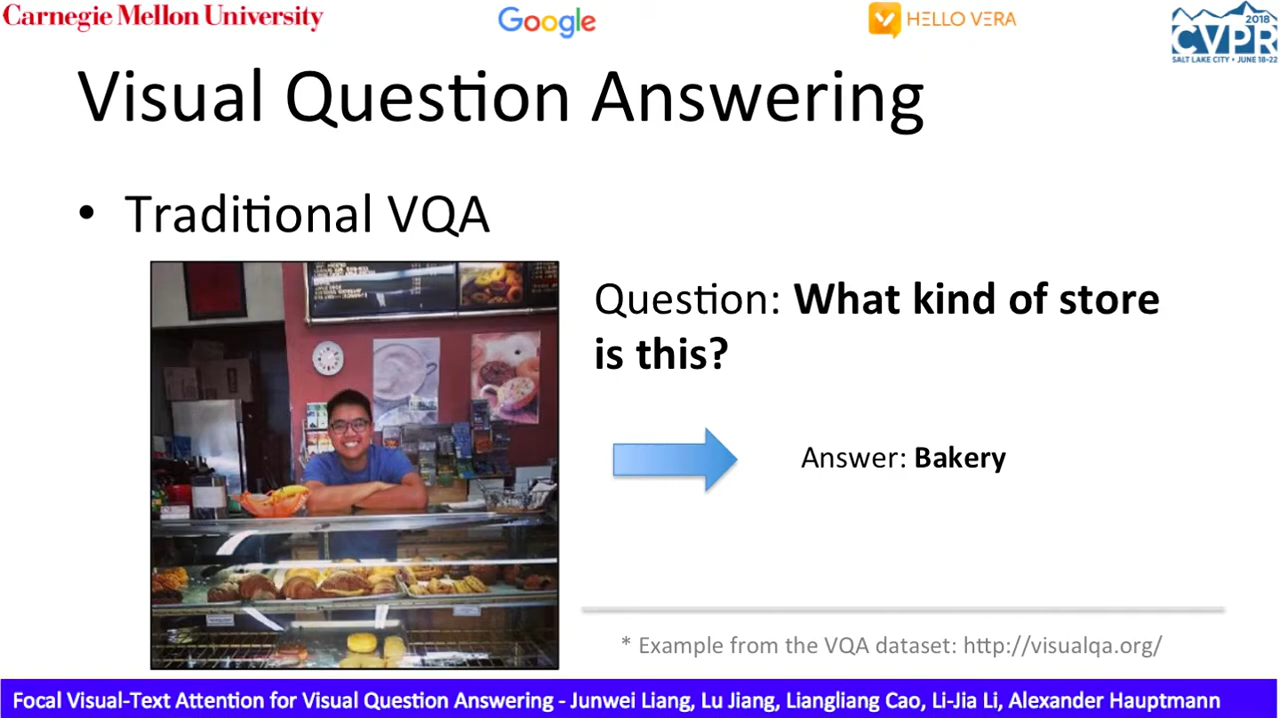 Carnegie Mellon University
Google
HELLO VERA
2018
CVPR
SALT LAKE CITY • JUNE 18-22
Visual Question Answering
• Traditional VQA
Question: What kind of store
is this?
Answer: Bakery
* Example from the VQA dataset: http://visualqa.org/
Focal Visual-Text Attention for Visual Question Answering - Junwei Liang, Lu Jiang, Liangliang Cao, Li-Jia Li, Alexander Hauptmann